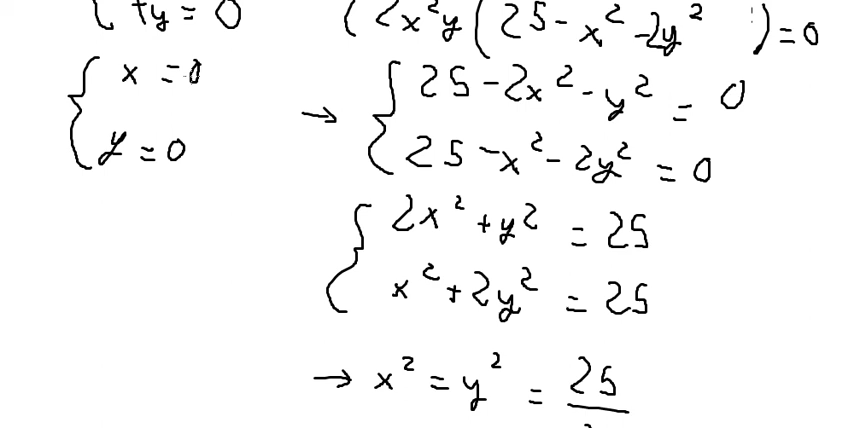 { +y = 0
{ 2x²y ( 25 - x² - 2y² ) = 0
{ x = 0
y = 0
→ { 25 - 2x² - y² = 0
25 - x² - 2y² = 0
{ 2x² + y² = 25
x² + 2y² = 25
→ x² = y² = 25